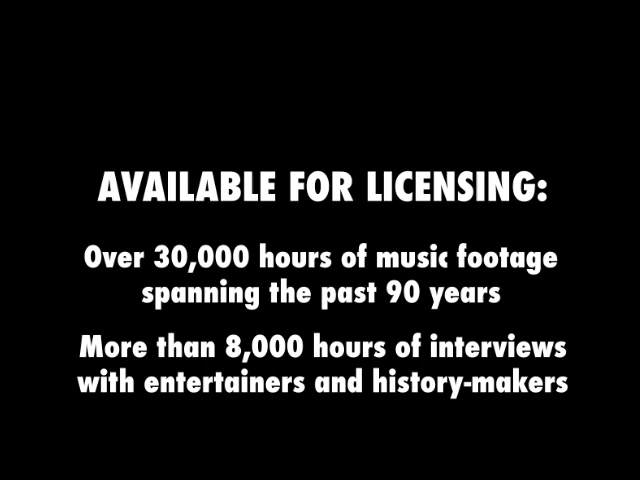 AVAILABLE FOR LICENSING:
Over 30,000 hours of music footage
spanning the past 90 years
More than 8,000 hours of interviews
with entertainers and history-makers